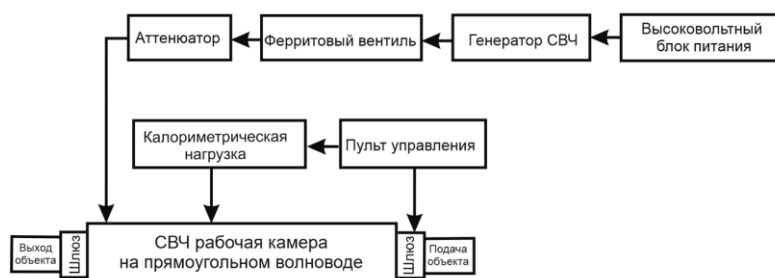 Аттенюатор
Ферритовый вентиль
Генератор СВЧ
Высоковольтный
блок питания
Калориметрическая
нагрузка
Пульт управления
Выход
объекта
Шлюз
СВЧ рабочая камера
на прямоугольном волноводе
Шлюз
Подача
объекта